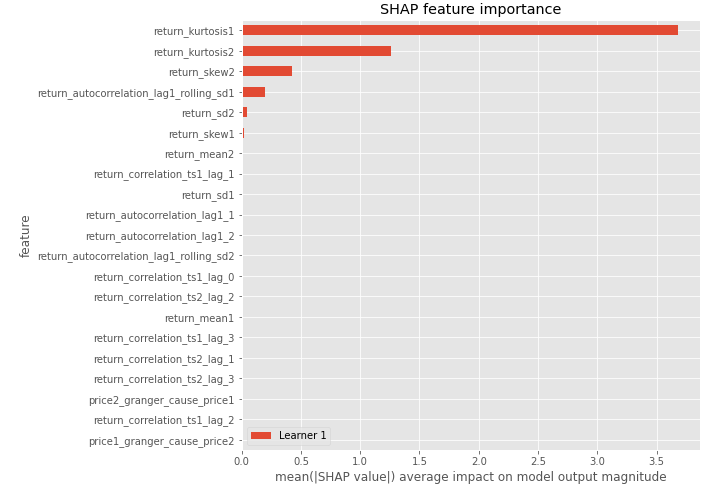 SHAP feature importance
return_kurtosis1
return_kurtosis2
return_skew2
return_autocorrelation_lag1_rolling_sd1
return_sd2
return_skew1
return_mean2
return_correlation_ts1_lag_1
return_sd1
return_autocorrelation_lag1_1
return_autocorrelation_lag1_2
return_autocorrelation_lag1_rolling_sd2
return_correlation_ts1_lag_0
return_correlation_ts2_lag_2
return_mean1
return_correlation_ts1_lag_3
return_correlation_ts2_lag_1
return_correlation_ts2_lag_3
price2_granger_cause_price1
return_correlation_ts1_lag_2
price1_granger_cause_price2
feature
Learner 1
0.0 0.5 1.0 1.5 2.0 2.5 3.0 3.5
mean(|SHAP value|) average impact on model output magnitude